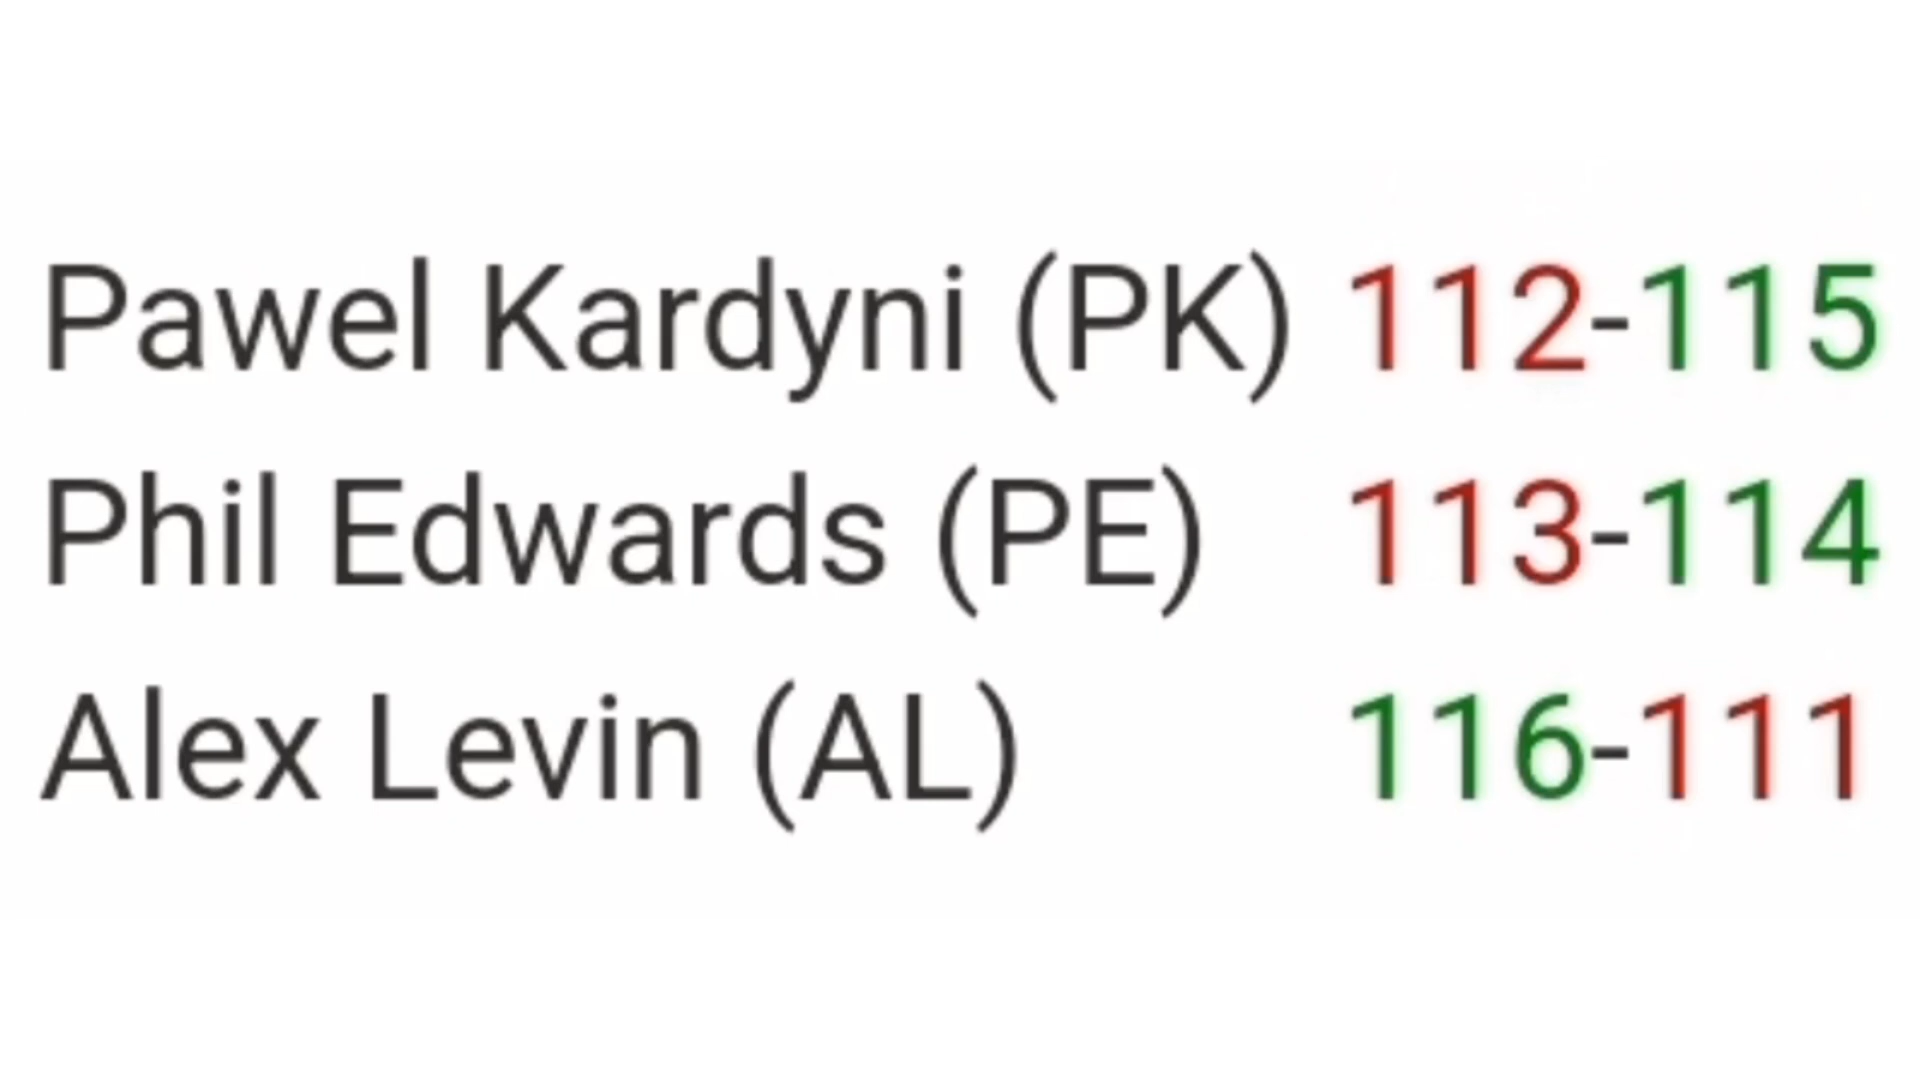 Pawel Kardyni (PK) 112-115
Phil Edwards (PE) 113-114
Alex Levin (AL) 116-111